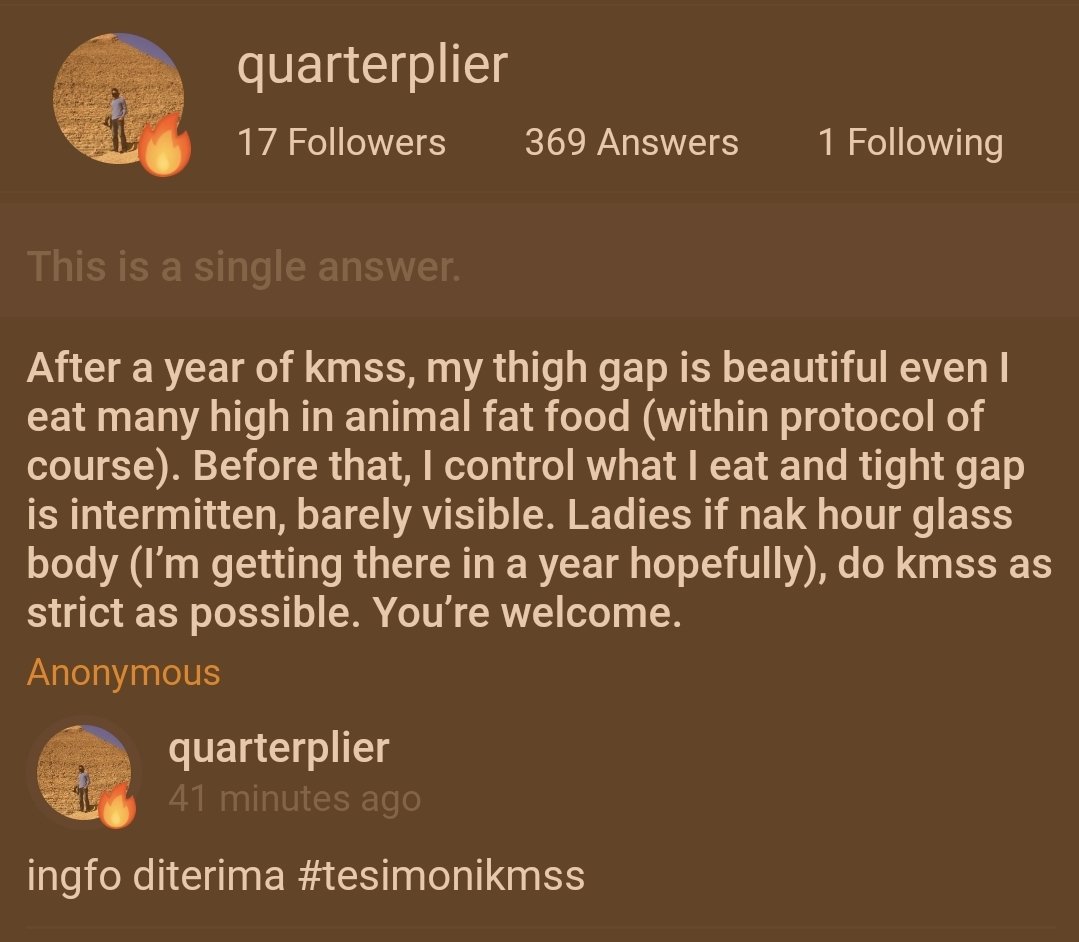 quarterplier
17 Followers 369 Answers 1 Following
This is a single answer.
After a year of kmss, my thigh gap is beautiful even I
eat many high in animal fat food (within protocol of
course). Before that, I control what I eat and tight gap
is intermitten, barely visible. Ladies if nak hour glass
body (I’m getting there in a year hopefully), do kmss as
strict as possible. You’re welcome.
Anonymous
quarterplier
41 minutes ago
ingfo diterima #tesimonikmss